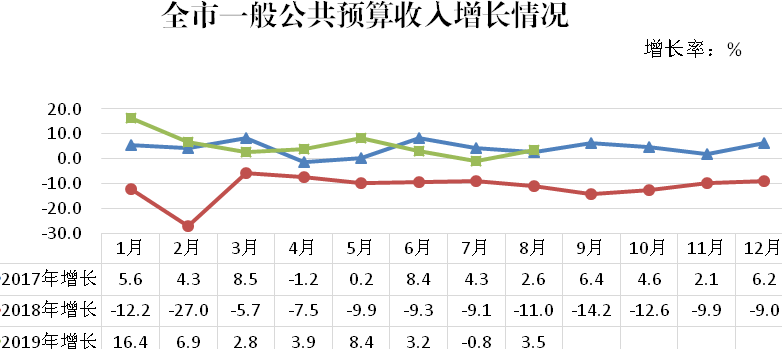 全市一般公共预算收入增长情况
增长率：%
20.0
10.0
0.0
-10.0
-20.0
-30.0
1月 2月 3月 4月 5月 6月 7月 8月 9月 10月 11月 12月
2017年增长 5.6 4.3 8.5 -1.2 0.2 8.4 4.3 2.6 6.4 4.6 2.1 6.2
2018年增长 -12.2 -27.0 -5.7 -7.5 -9.9 -9.3 -9.1 -11.0 -14.2 -12.6 -9.9 -9.0
2019年增长 16.4 6.9 2.8 3.9 8.4 3.2 -0.8 3.5